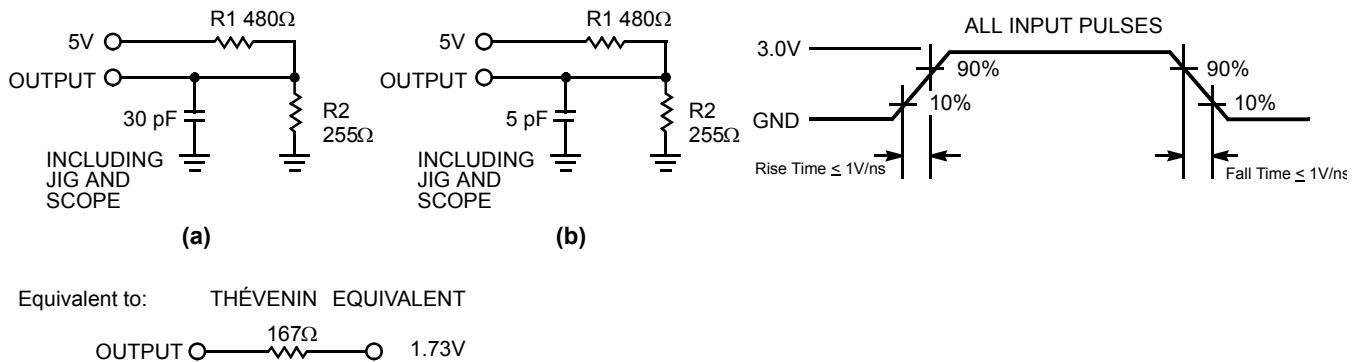 R1 480Ω
5V
OUTPUT
30 pF
R2
255Ω
INCLUDING
JIG AND
SCOPE
(a)
R1 480Ω
5V
OUTPUT
5 pF
R2
255Ω
INCLUDING
JIG AND
SCOPE
(b)
ALL INPUT PULSES
3.0V
90%
10%
GND
90%
10%
Rise Time ≤ 1V/ns
Fall Time ≤ 1V/ns
Equivalent to: THÉVENIN EQUIVALENT
167Ω
OUTPUT 1.73V